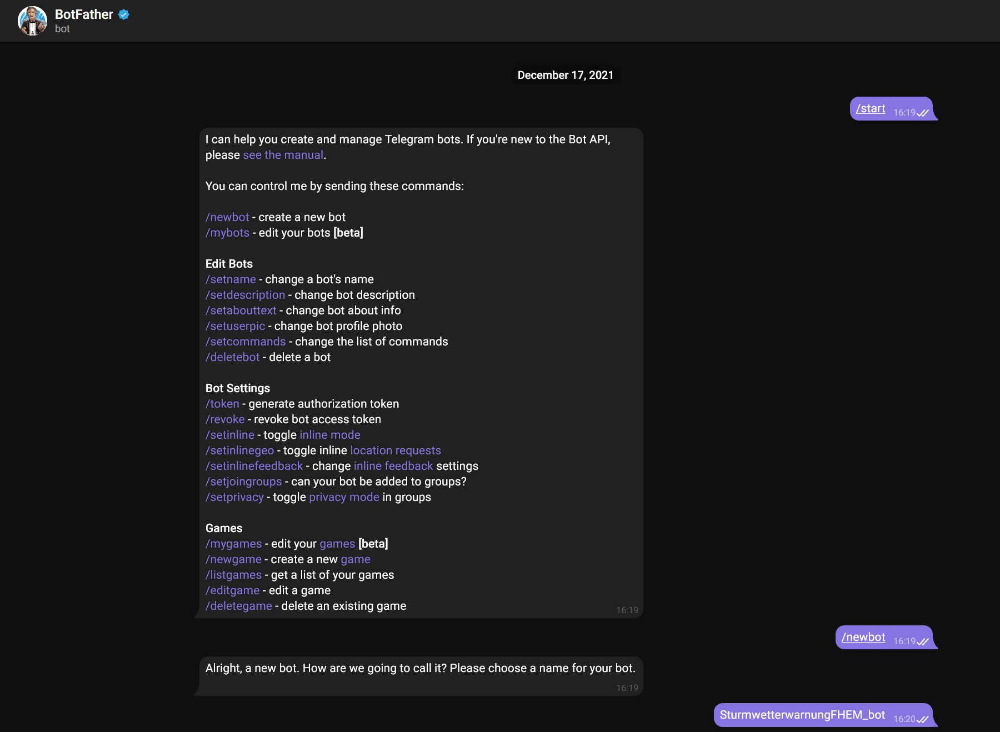 BotFather
bot
December 17, 2021
/start 16:19
I can help you create and manage Telegram bots. If you're new to the Bot API,
please see the manual.
You can control me by sending these commands:
/newbot - create a new bot
/mybots - edit your bots [beta]
Edit Bots
/setname - change a bot's name
/setdescription - change bot description
/setabouttext - change bot about info
/setuserpic - change bot profile photo
/setcommands - change the list of commands
/deletebot - delete a bot
Bot Settings
/token - generate authorization token
/revoke - revoke bot access token
/setinline - toggle inline mode
/setinlinegeo - toggle inline location requests
/setinlinefeedback - change inline feedback settings
/setjoingroups - can your bot be added to groups?
/setprivacy - toggle privacy mode in groups
Games
/mygames - edit your games [beta]
/newgame - create a new game
/listgames - get a list of your games
/editgame - edit a game
/deletegame - delete an existing game
16:19
/newbot 16:19
Alright, a new bot. How are we going to call it? Please choose a name for your bot.
16:19
SturmwetterwarnungFHEM_bot 16:20